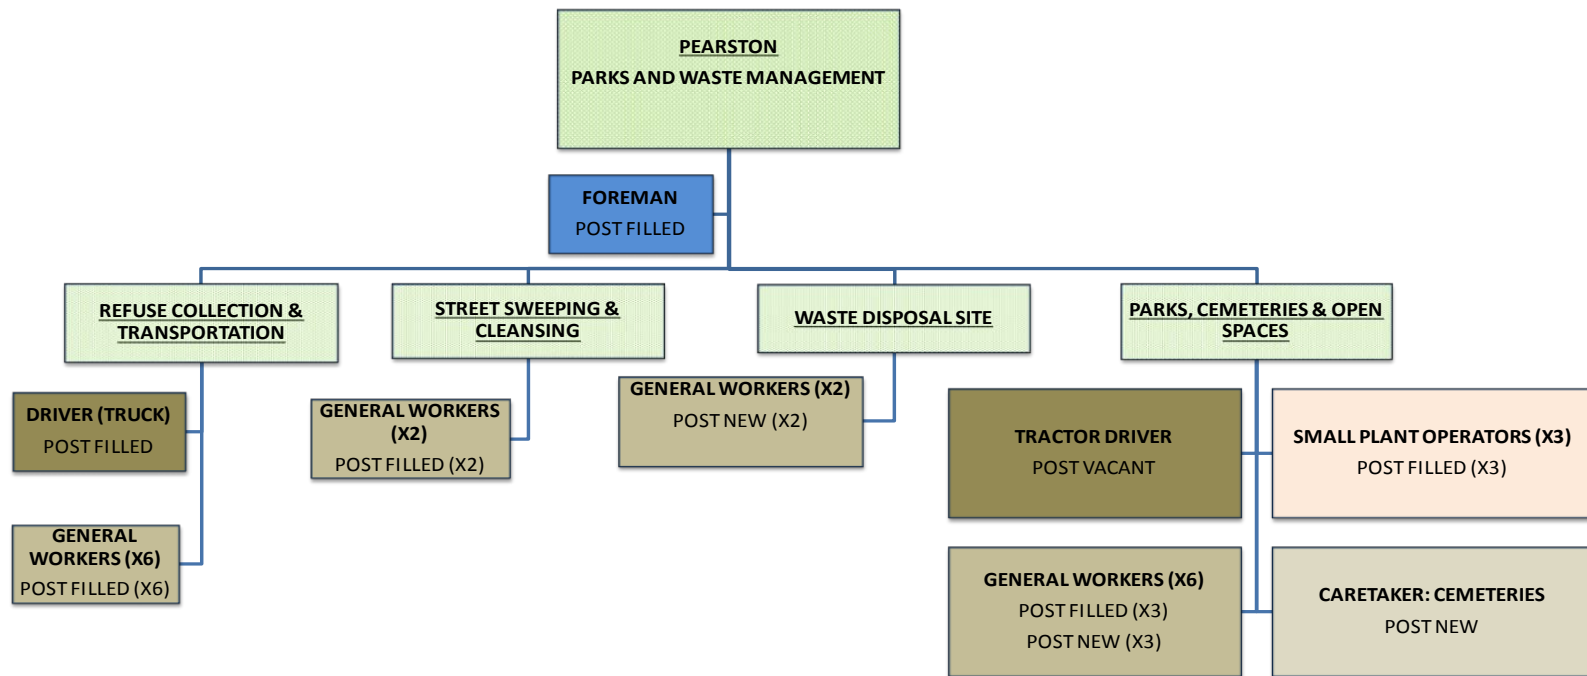 PEARSTON
PARKS AND WASTE MANAGEMENT
FOREMAN
POST FILLED
REFUSE COLLECTION &
TRANSPORTATION
DRIVER (TRUCK)
POST FILLED
GENERAL
WORKERS (X6)
POST FILLED (X6)
STREET SWEEPING &
CLEANSING
GENERAL WORKERS
(X2)
POST FILLED (X2)
WASTE DISPOSAL SITE
GENERAL WORKERS (X2)
POST NEW (X2)
PARKS, CEMETERIES & OPEN
SPACES
TRACTOR DRIVER
POST VACANT
SMALL PLANT OPERATORS (X3)
POST FILLED (X3)
GENERAL WORKERS (X6)
POST FILLED (X3)
POST NEW (X3)
CARETAKER: CEMETERIES
POST NEW